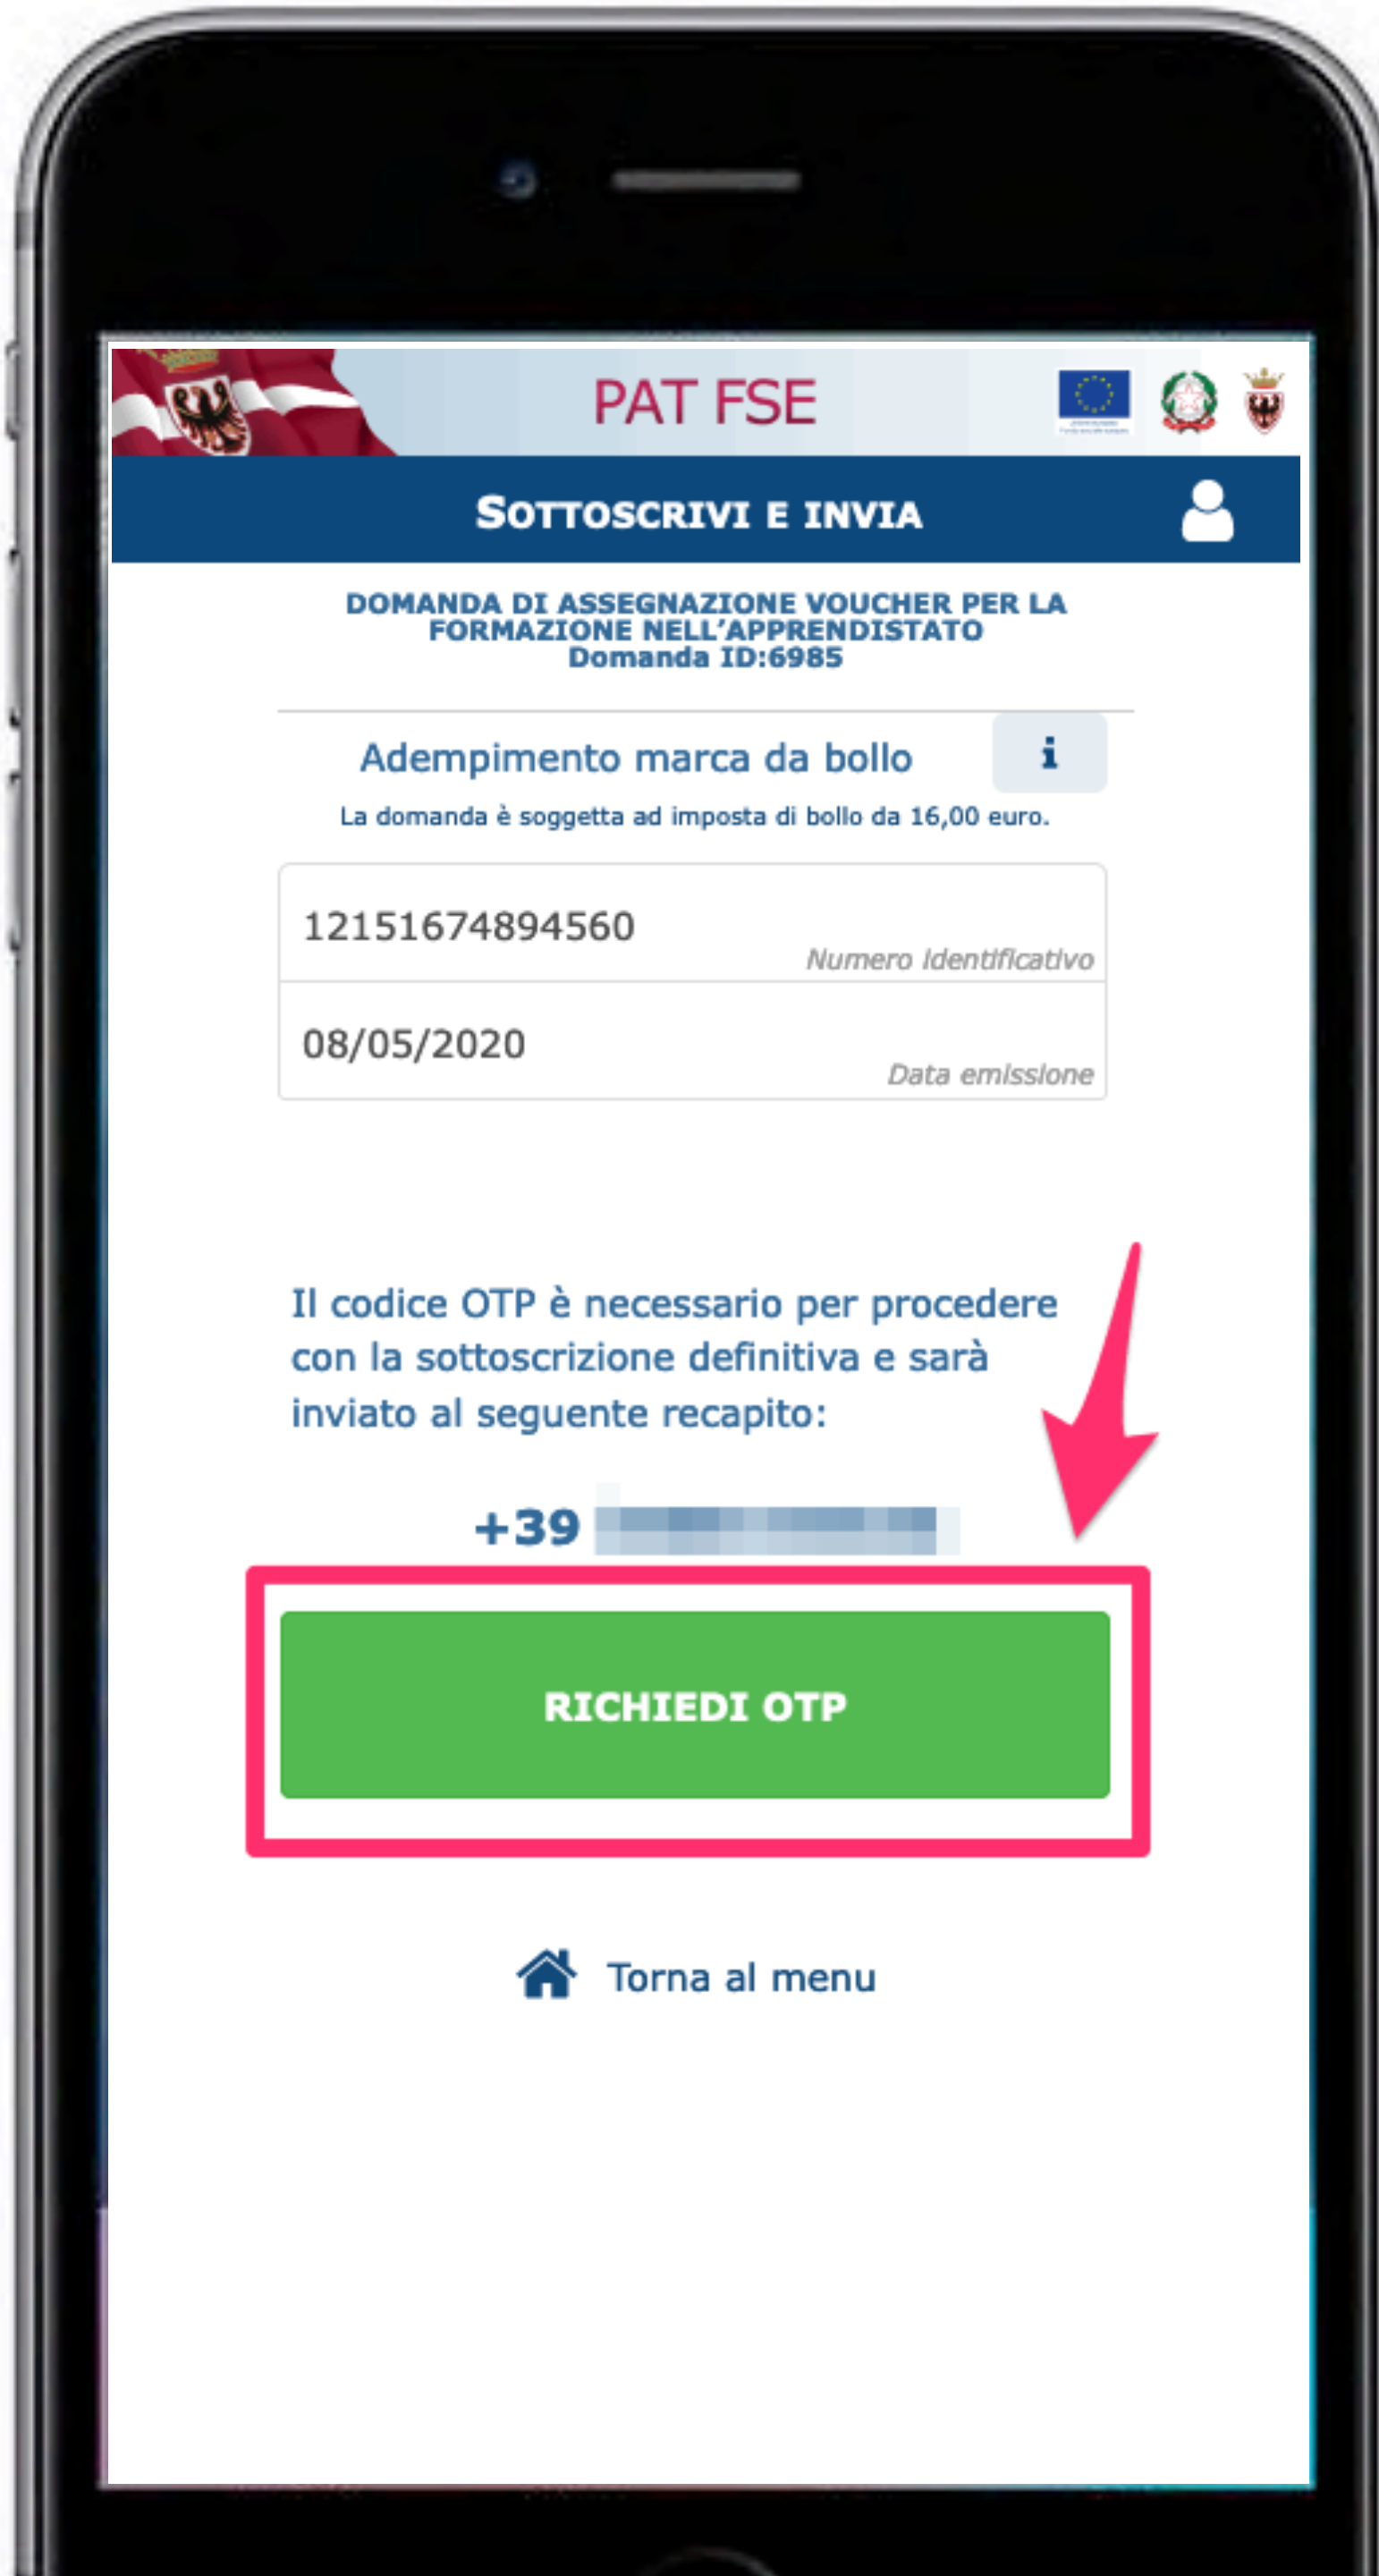 PAT FSE
SOTTOSCRIVI E INVIA
DOMANDA DI ASSEGNAZIONE VOUCHER PER LA
FORMAZIONE NELL'APPRENDISTATO
Domanda ID:6985
Adempimento marca da bollo
i
La domanda è soggetta ad imposta di bollo da 16,00 euro.
12151674894560
Numero identificativo
08/05/2020
Data emissione
Il codice OTP è necessario per procedere
con la sottoscrizione definitiva e sarà
inviato al seguente recapito:
+39
RICHIEDI OTP
Torna al menu